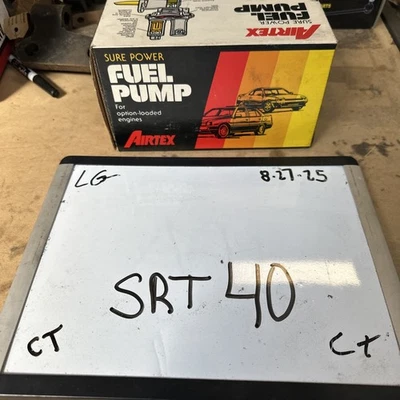 SURE POWER
FUEL
PUMP
AIRTEX
SURE POWER
FUEL
PUMP
For
option-loaded
engines
AIRTEX
LG 8-27-25
SRT 40
CT CT